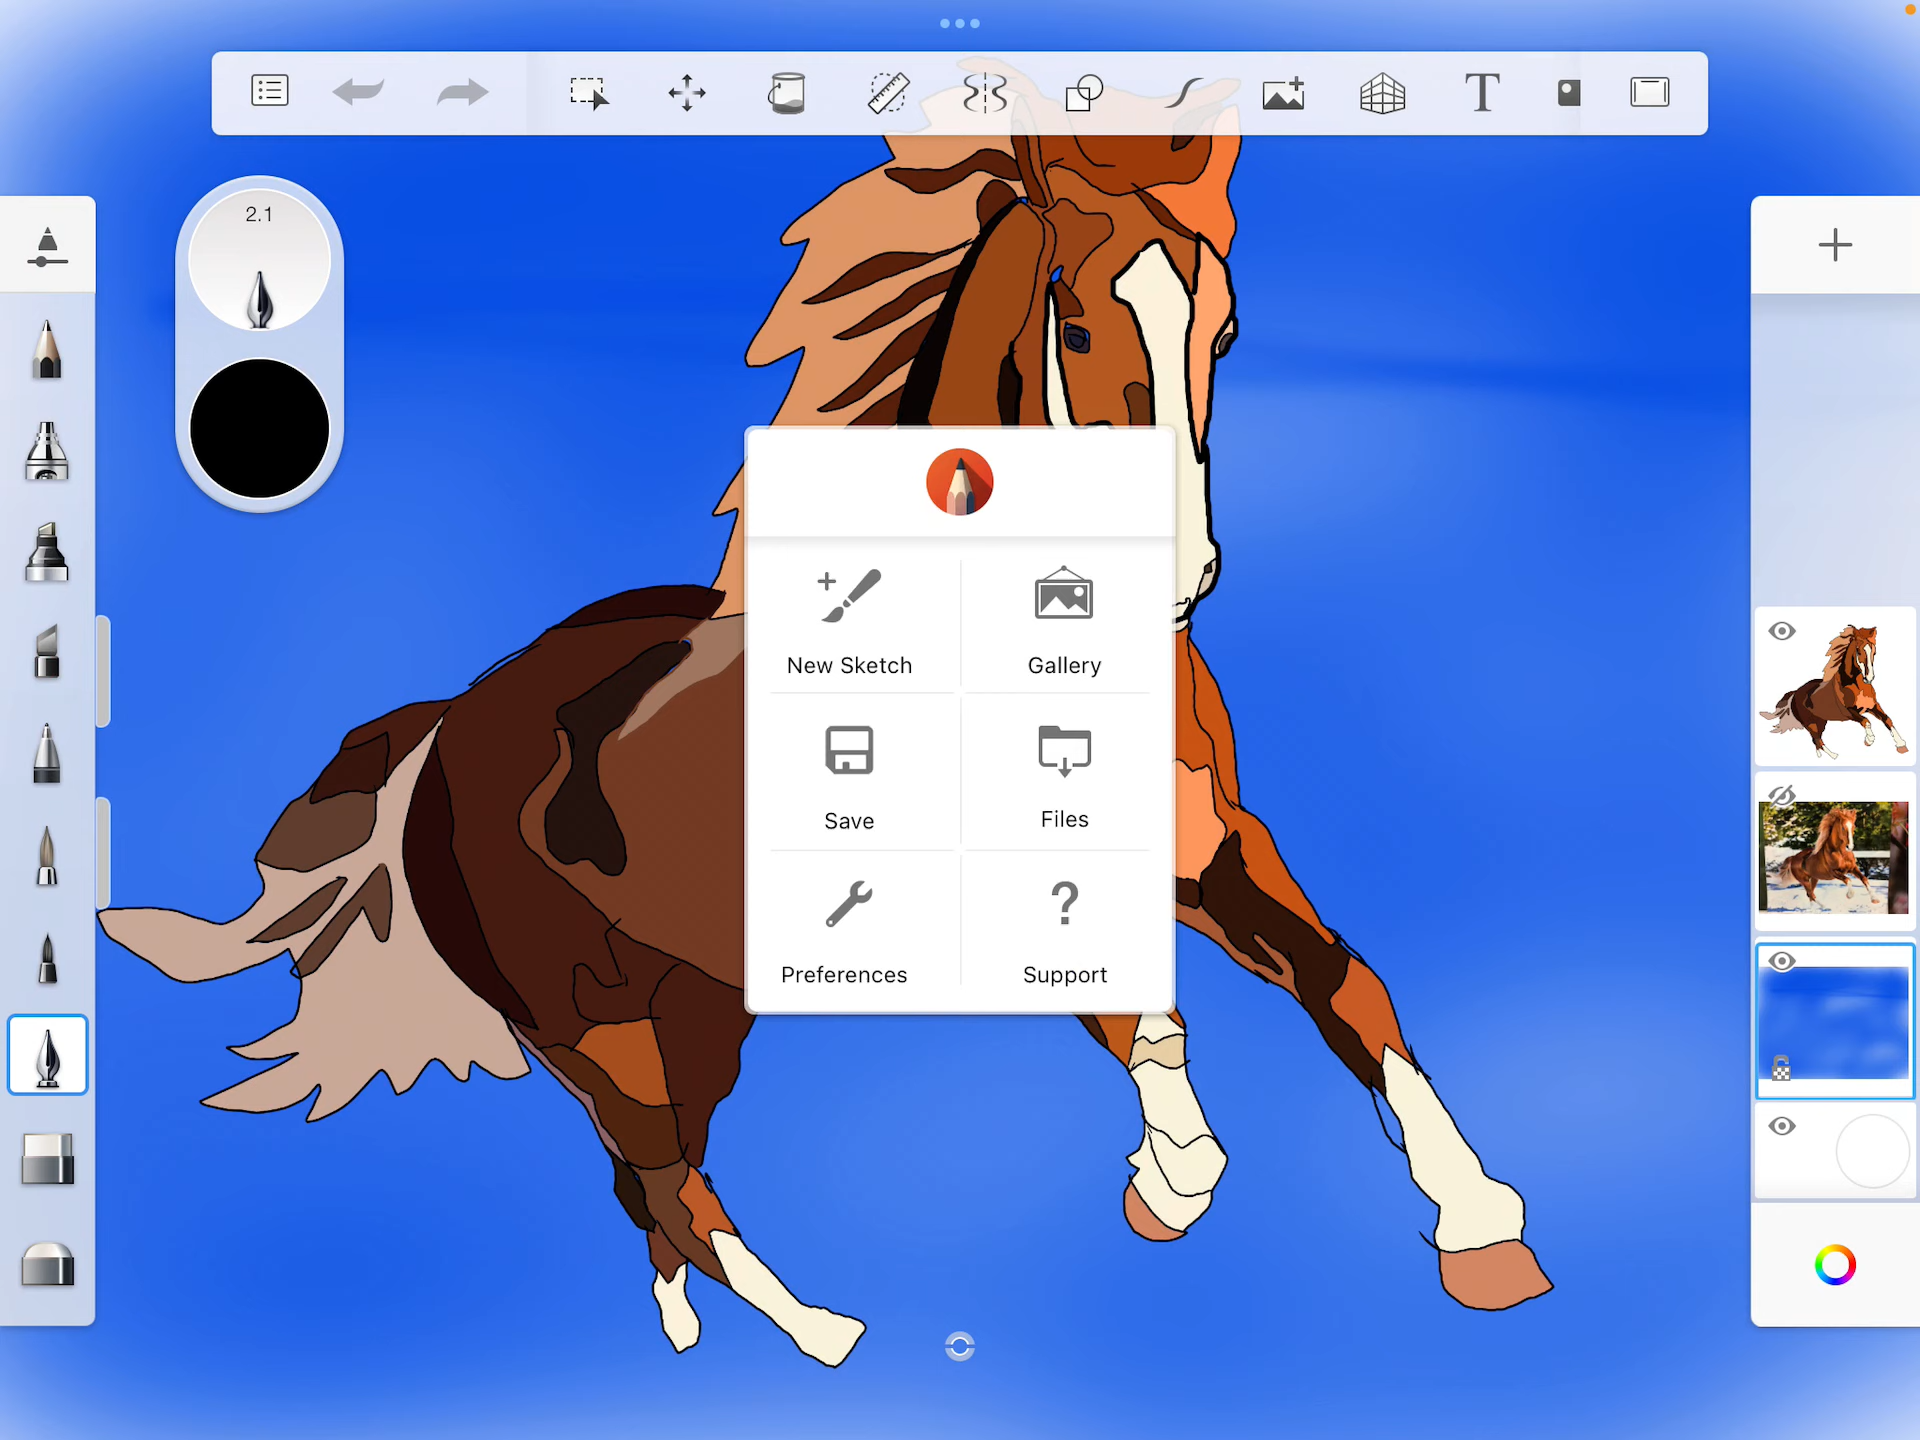 T
2.1
New Sketch
Gallery
Save
Files
Preferences
?
Support